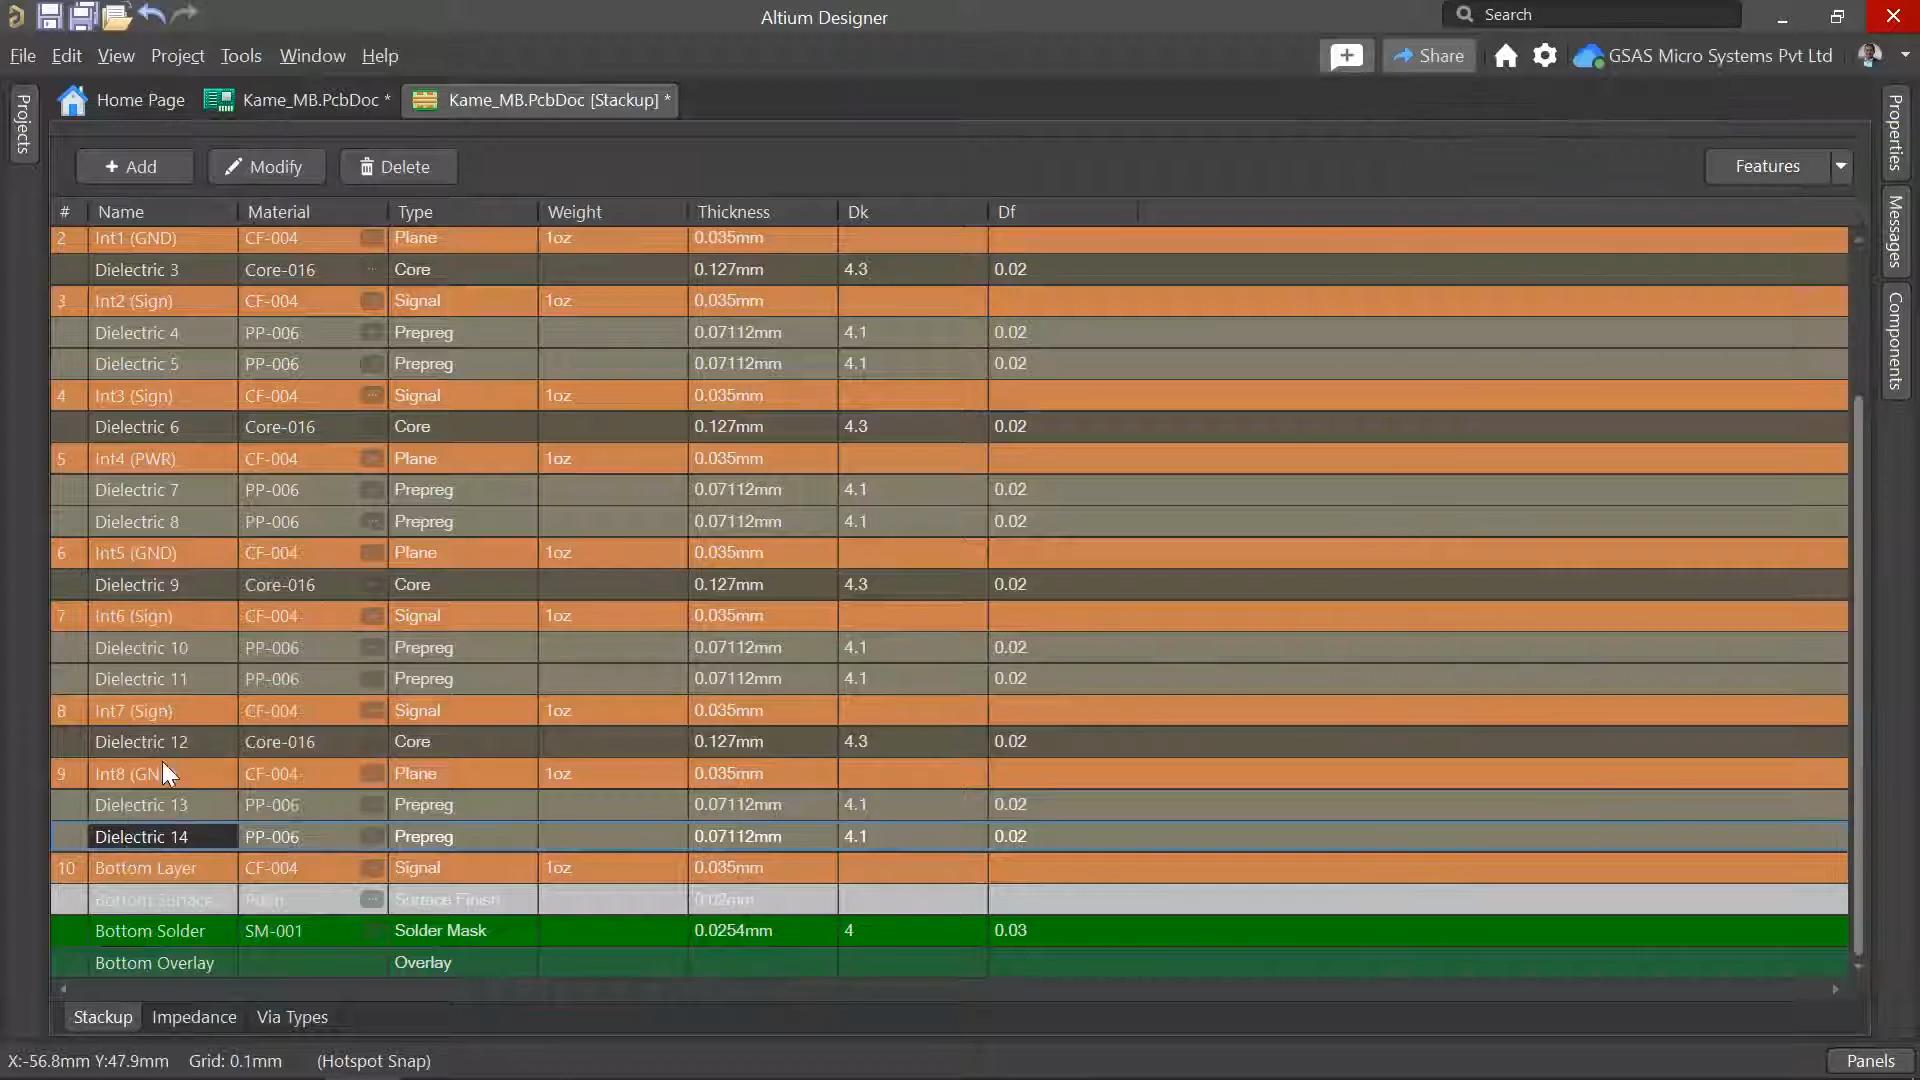 Altium Designer
Search
File Edit View Project Tools Window Help
Share
GSAS Micro Systems Pvt Ltd
Projects
Home Page
Kame_MB.PcbDoc *
Kame_MB.PcbDoc [Stackup] *
Properties
Messages
Components
+ Add
Modify
Delete
Features
# Name Material Type Weight Thickness Dk Df
2 Int1 (GND) CF-004 Plane 1oz 0.035mm
Dielectric 3 Core-016 Core 0.127mm 4.3 0.02
3 Int2 (Sign) CF-004 Signal 1oz 0.035mm
Dielectric 4 PP-006 Prepreg 0.07112mm 4.1 0.02
Dielectric 5 PP-006 Prepreg 0.07112mm 4.1 0.02
4 Int3 (Sign) CF-004 Signal 1oz 0.035mm
Dielectric 6 Core-016 Core 0.127mm 4.3 0.02
5 Int4 (PWR) CF-004 Plane 1oz 0.035mm
Dielectric 7 PP-006 Prepreg 0.07112mm 4.1 0.02
Dielectric 8 PP-006 Prepreg 0.07112mm 4.1 0.02
6 Int5 (GND) CF-004 Plane 1oz 0.035mm
Dielectric 9 Core-016 Core 0.127mm 4.3 0.02
7 Int6 (Sign) CF-004 Signal 1oz 0.035mm
Dielectric 10 PP-006 Prepreg 0.07112mm 4.1 0.02
Dielectric 11 PP-006 Prepreg 0.07112mm 4.1 0.02
8 Int7 (Sign) CF-004 Signal 1oz 0.035mm
Dielectric 12 Core-016 Core 0.127mm 4.3 0.02
9 Int8 (GN CF-004 Plane 1oz 0.035mm
Dielectric 13 PP-006 Prepreg 0.07112mm 4.1 0.02
Dielectric 14 PP-006 Prepreg 0.07112mm 4.1 0.02
10 Bottom Layer CF-004 Signal 1oz 0.035mm
Surface Finish 0.02mm
Bottom Solder SM-001 Solder Mask 0.0254mm 4 0.03
Bottom Overlay Overlay
Stackup Impedance Via Types
X:-56.8mm Y:47.9mm Grid: 0.1mm (Hotspot Snap)
Panels